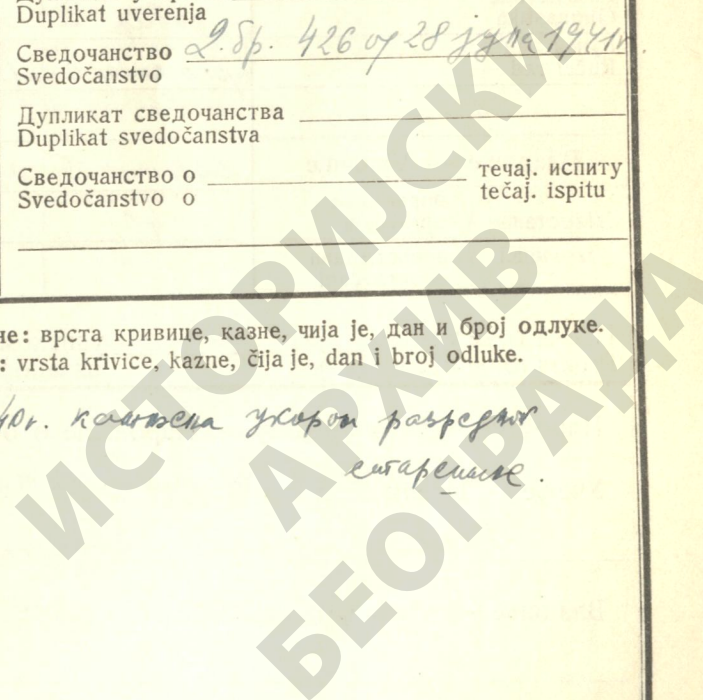 Duplikat uverenja
Сведочанство 2. бр. 426 од 28 јула 1941 г.
Svedočanstvo
Дупликат сведочанства
Duplikat svedočanstva
Сведочанство о течај. испиту
Svedočanstvo o tečaj. ispitu
не: врста кривице, казне, чија је, дан и број одлуке.
: vrsta krivice, kazne, čija je, dan i broj odluke.
40 г. кажњена укором разредног
старешине.
ИСТОРИЈСКИ
АРХИВ
БЕОГРАДА